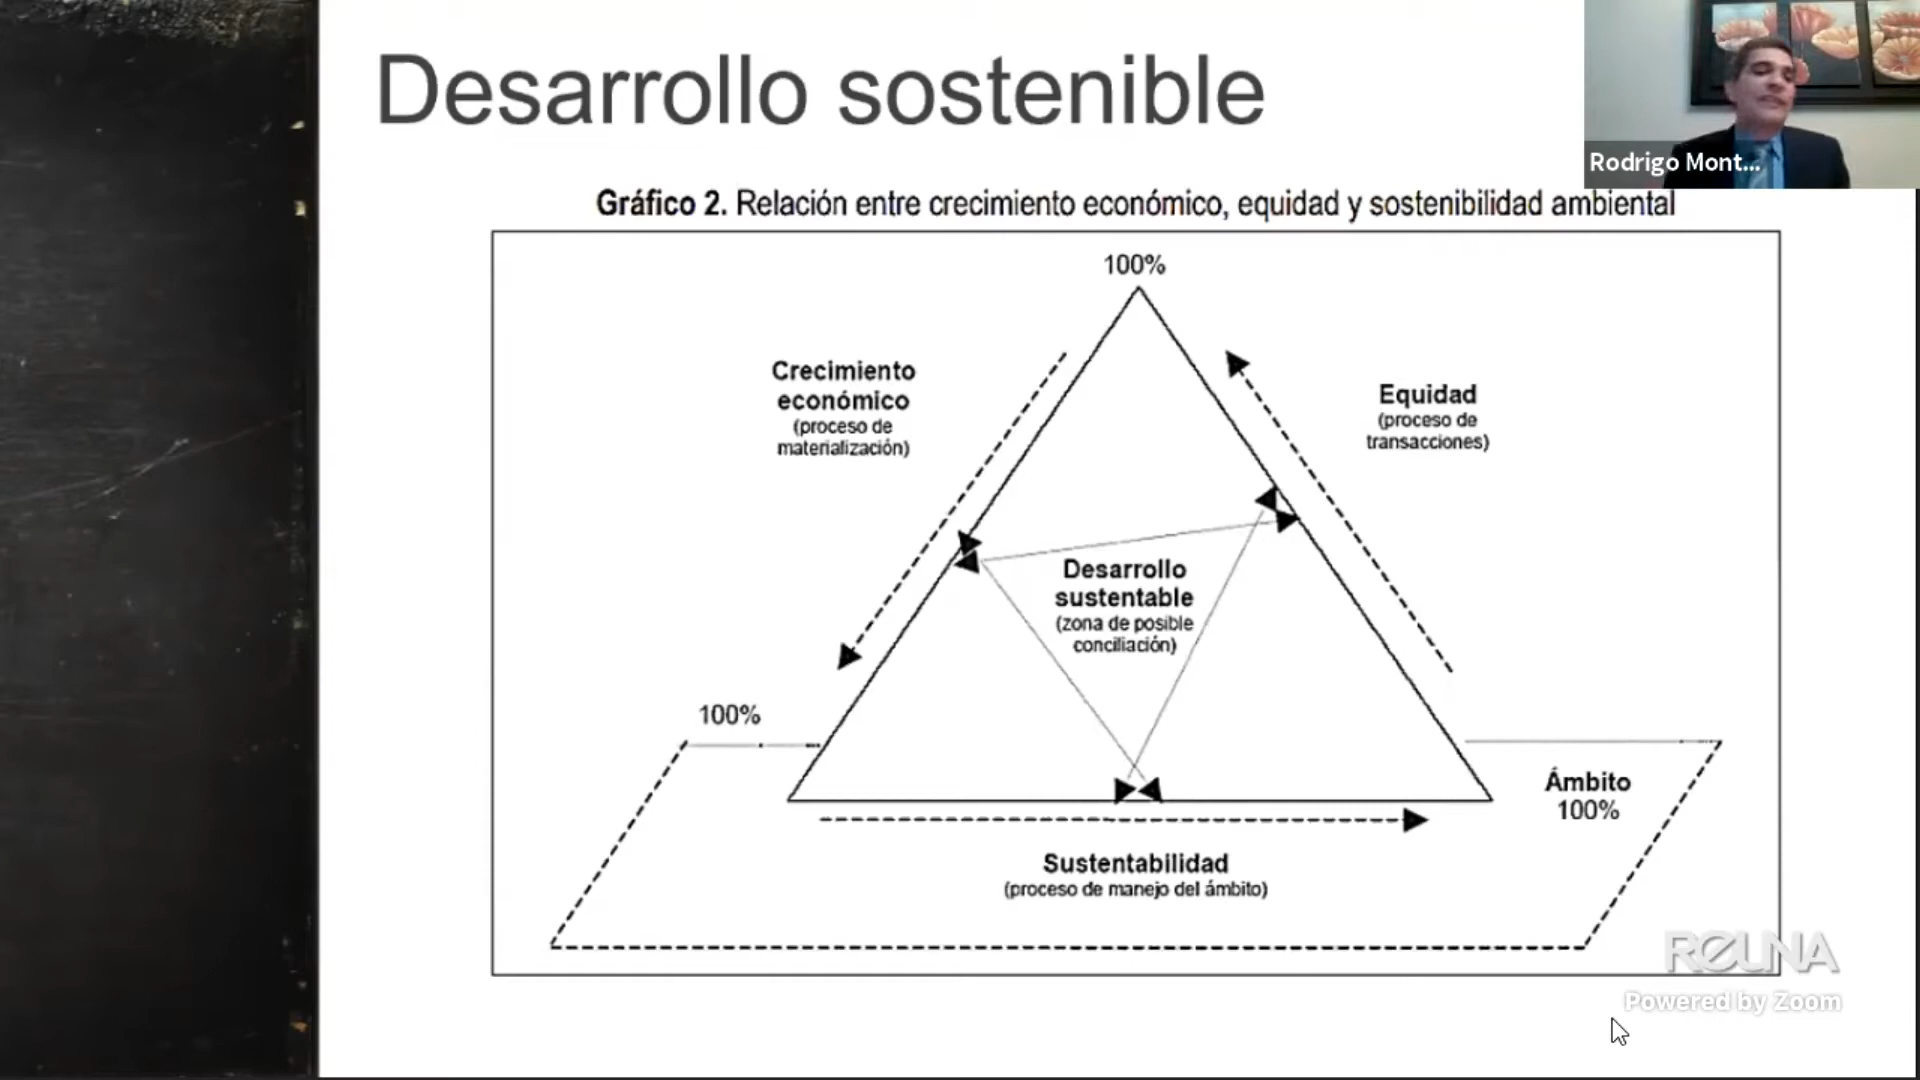 Desarrollo sostenible
Rodrigo Mont...
Gráfico 2. Relación entre crecimiento económico, equidad y sostenibilidad ambiental
100%
Crecimiento
económico
(proceso de
materialización)
Equidad
(proceso de
transacciones)
Desarrollo
sustentable
(zona de posible
conciliación)
100%
Ámbito
100%
Sustentabilidad
(proceso de manejo del ámbito)
REUNA
Powered by Zoom